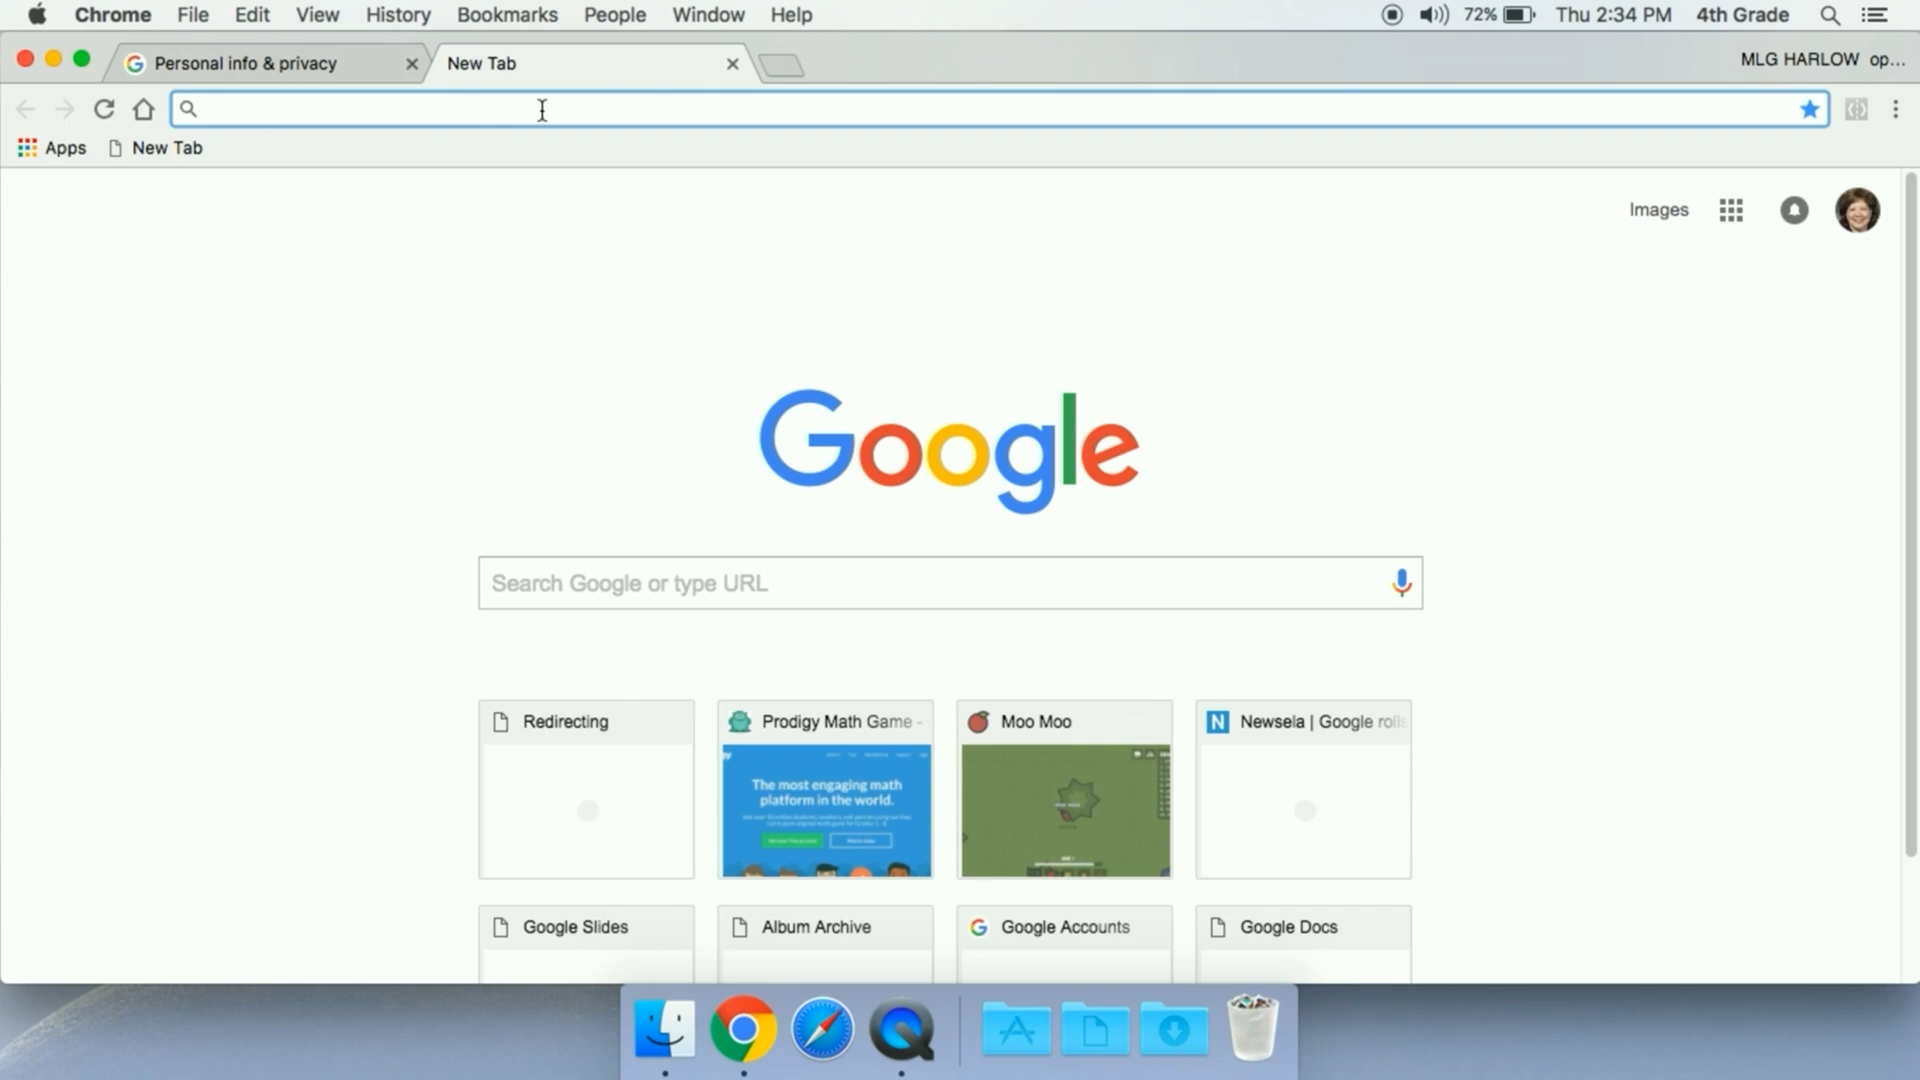 Chrome File Edit View History Bookmarks People Window Help 72% Thu 2:34 PM 4th Grade
Personal info & privacy New Tab MLG HARLOW op...
Apps New Tab
Images
Google
Search Google or type URL
Redirecting Prodigy Math Game - Moo Moo Newsela | Google rolls
The most engaging math
platform in the world.
Google Slides Album Archive Google Accounts Google Docs